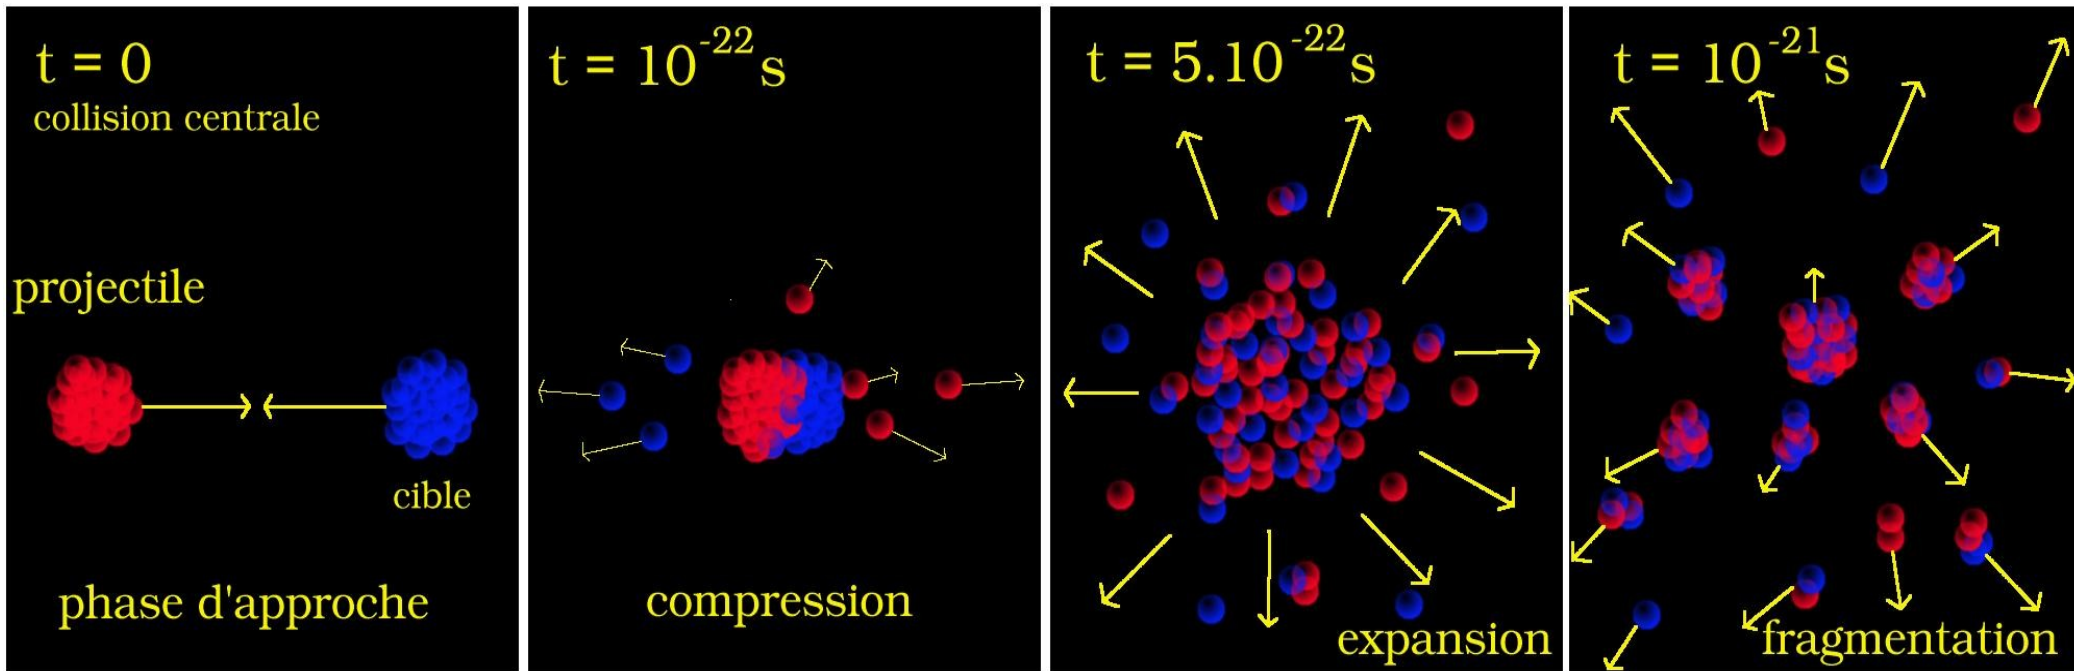 t = 0
collision centrale
projectile
cible
phase d'approche
t = 10⁻²²s
compression
t = 5.10⁻²²s
expansion
t = 10⁻²¹s
fragmentation